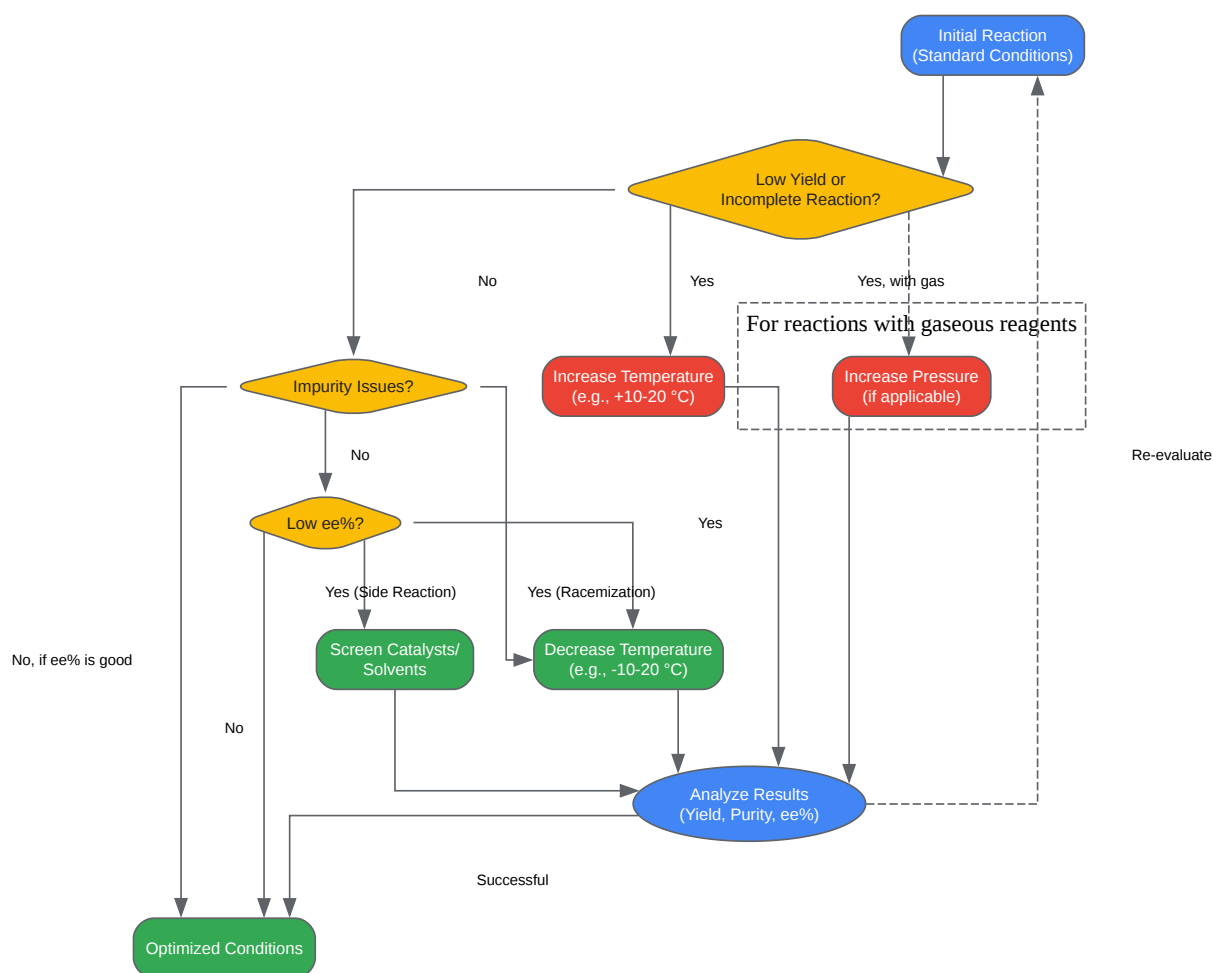 Initial Reaction
(Standard Conditions)
Low Yield or
Incomplete Reaction?
No
Yes
Yes, with gas
For reactions with gaseous reagents
Impurity Issues?
Increase Temperature
(e.g., +10-20 °C)
Increase Pressure
(if applicable)
No
Re-evaluate
Low ee%?
Yes
Yes (Side Reaction)
Yes (Racemization)
No, if ee% is good
Screen Catalysts/
Solvents
Decrease Temperature
(e.g., -10-20 °C)
No
Analyze Results
(Yield, Purity, ee%)
Successful
Optimized Conditions